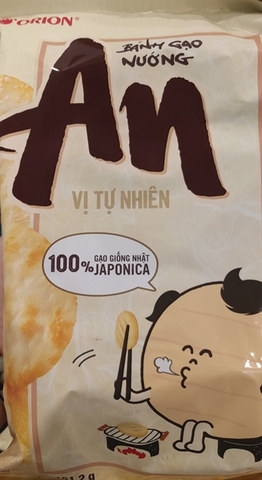 ORION®
BÁNH GẠO
NƯỚNG
An
VỊ TỰ NHIÊN
100% GẠO GIỐNG NHẬT
JAPONICA